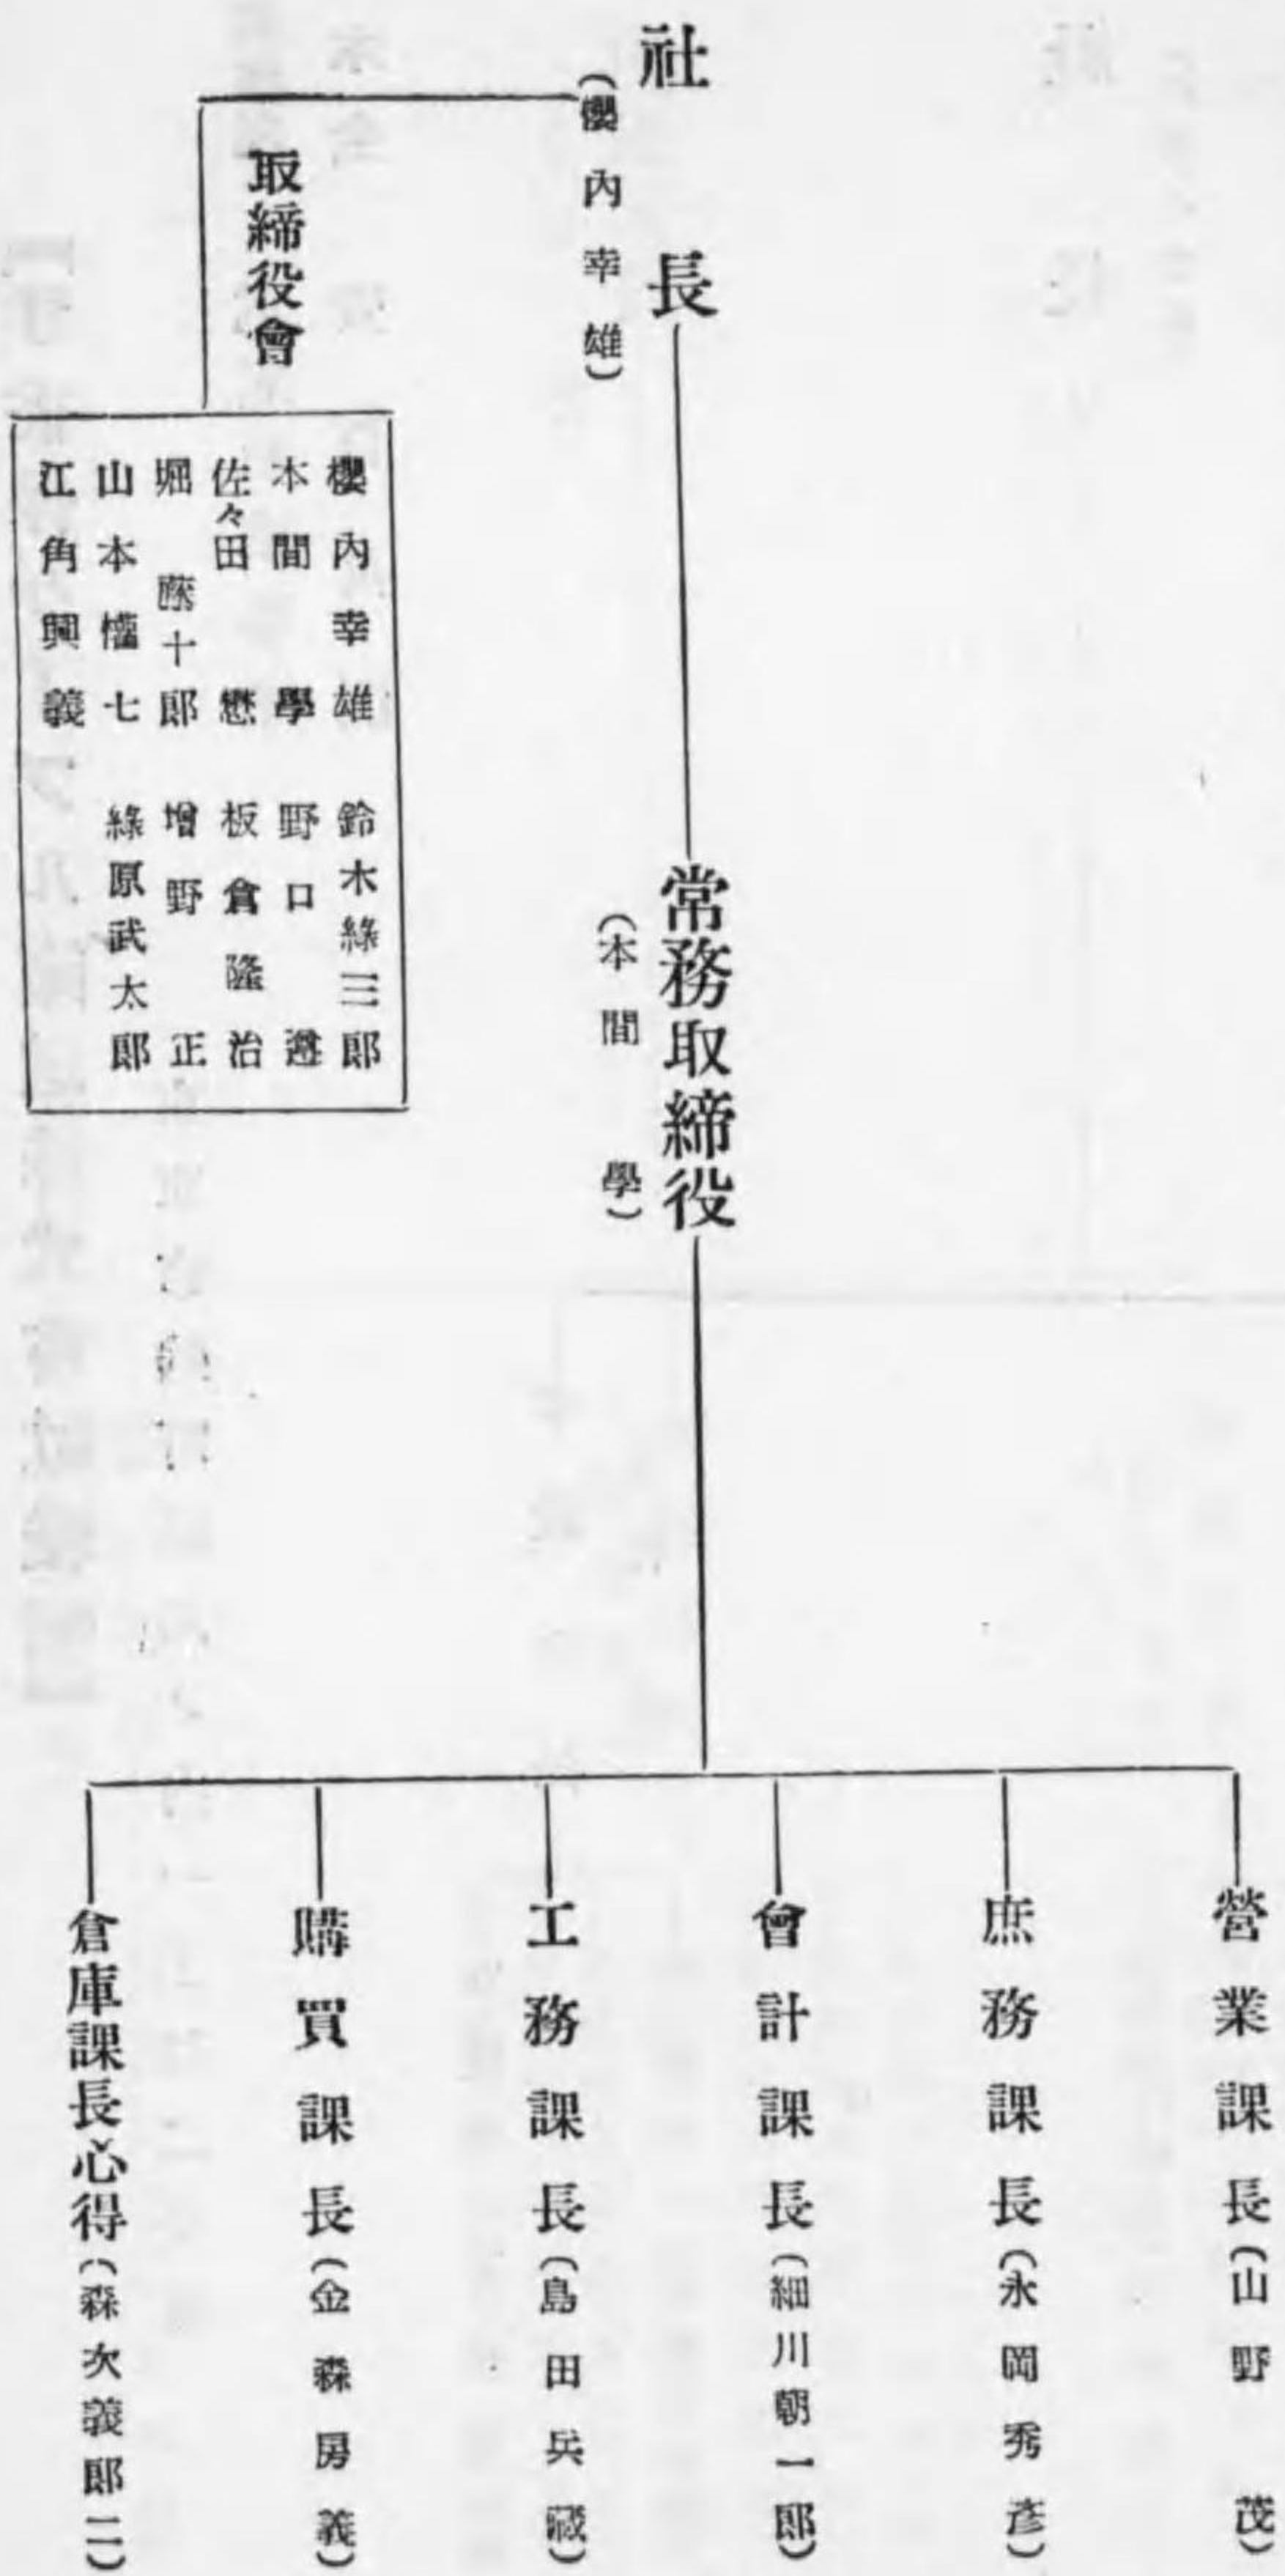 社長
(櫻內幸雄)
取締役會
櫻內幸雄
本間學
佐々田懋
堀藤十郎
山本權七
江角興義
鈴木綠三郎
野口遵
板倉隆治
增野正
綠原武太郎
常務取締役
(本間學)
營業課長(山野茂)
庶務課長(永岡秀彥)
會計課長(細川朝一郎)
工務課長(島田兵藏)
購買課長(金森房義)
倉庫課長心得(森次義郎二)